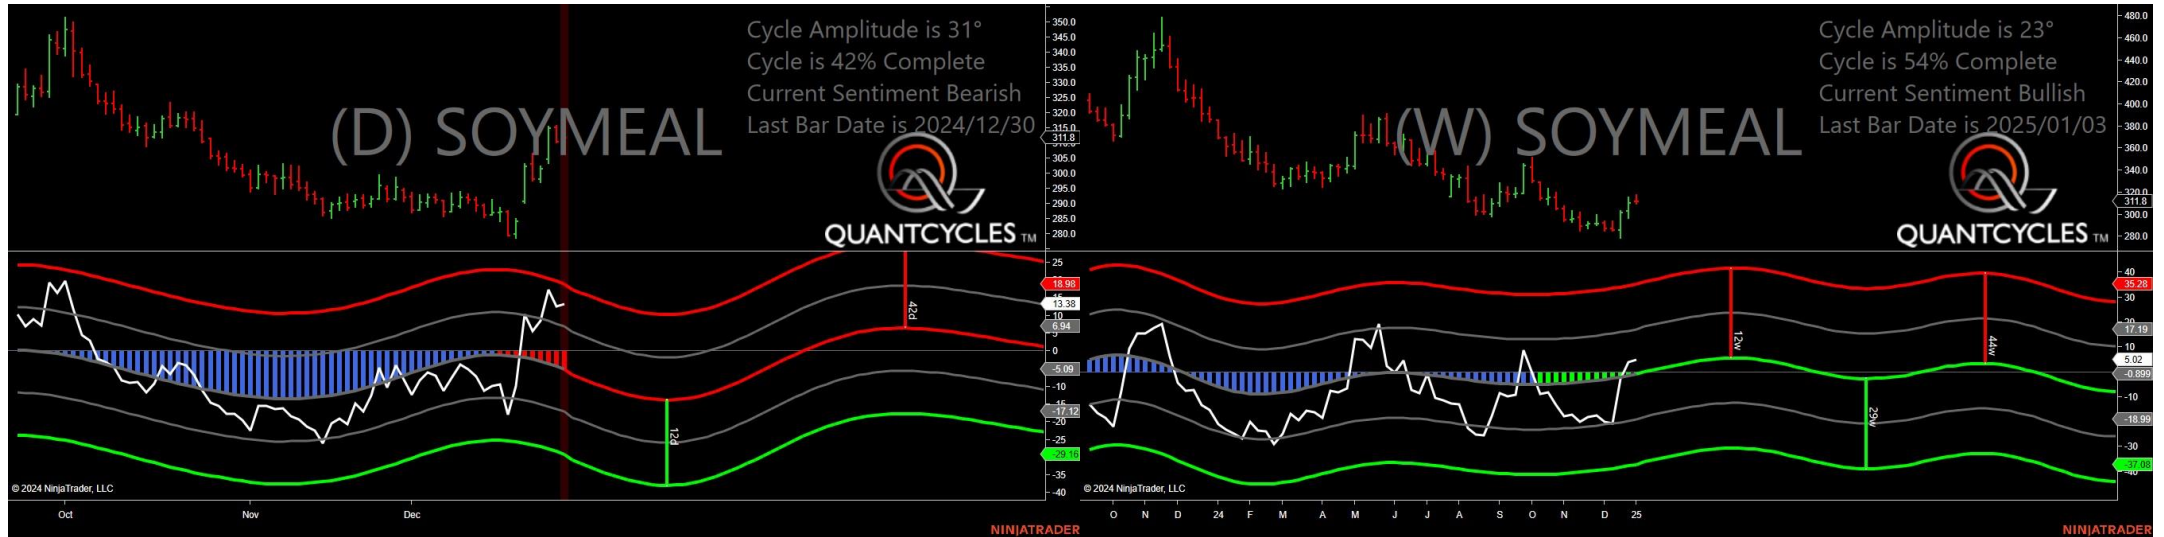 Cycle Amplitude is 31°
Cycle is 42% Complete
Current Sentiment Bearish
Last Bar Date is 2024/12/30
(D) SOYMEAL
QUANTCYCLES TM
350.0
345.0
340.0
335.0
330.0
325.0
320.0
315.0
311.8
305.0
300.0
295.0
290.0
285.0
280.0
25
18.98
13.38
10
6.94
5
0
-5.09
-10
-17.12
-20
-25
-29.16
-35
-40
42d
12d
© 2024 NinjaTrader, LLC
Oct Nov Dec
NINJATRADER
Cycle Amplitude is 23°
Cycle is 54% Complete
Current Sentiment Bullish
Last Bar Date is 2025/01/03
(W) SOYMEAL
QUANTCYCLES TM
480.0
460.0
440.0
420.0
400.0
380.0
360.0
340.0
320.0
311.8
300.0
280.0
40
35.28
30
20
17.19
10
5.02
-0.899
-10
-18.99
-30
-37.08
12w
44w
29w
© 2024 NinjaTrader, LLC
O N D 24 F M A M J J A S O N D 25
NINJATRADER